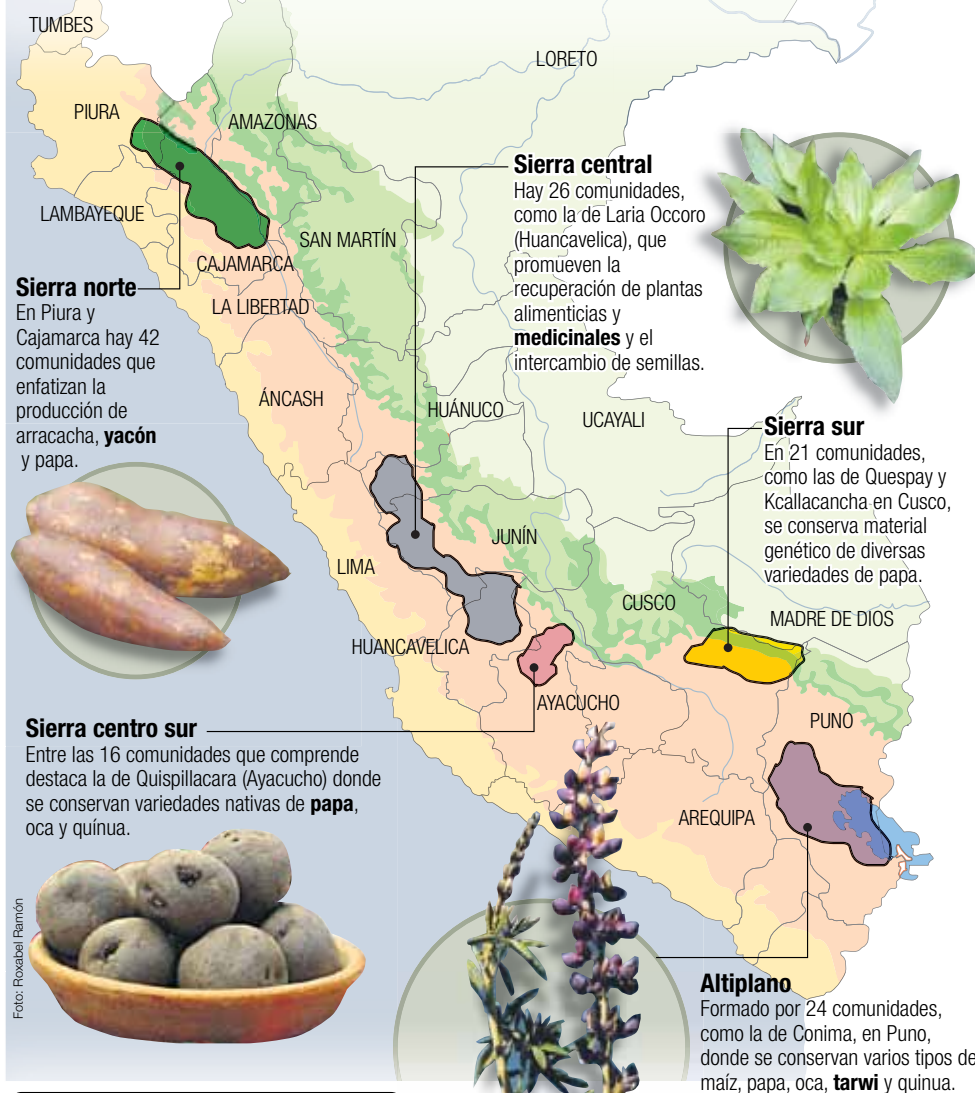 TUMBES
LORETO
PIURA
AMAZONAS
LAMBAYEQUE
SAN MARTÍN
CAJAMARCA
LA LIBERTAD
ÁNCASH
HUÁNUCO
UCAYALI
JUNÍN
LIMA
CUSCO
MADRE DE DIOS
HUANCAVELICA
AYACUCHO
PUNO
AREQUIPA
Sierra norte
En Piura y
Cajamarca hay 42
comunidades que
enfatizan la
producción de
arracacha, yacón
y papa.
Sierra central
Hay 26 comunidades,
como la de Laria Occoro
(Huancavelica), que
promueven la
recuperación de plantas
alimenticias y
medicinales y el
intercambio de semillas.
Sierra sur
En 21 comunidades,
como las de Quespay y
Kcallacancha en Cusco,
se conserva material
genético de diversas
variedades de papa.
Sierra centro sur
Entre las 16 comunidades que comprende
destaca la de Quispillacara (Ayacucho) donde
se conservan variedades nativas de papa,
oca y quínua.
Altiplano
Formado por 24 comunidades,
como la de Conima, en Puno,
donde se conservan varios tipos de
maíz, papa, oca, tarwi y quinua.
Foto: Roxabel Ramón